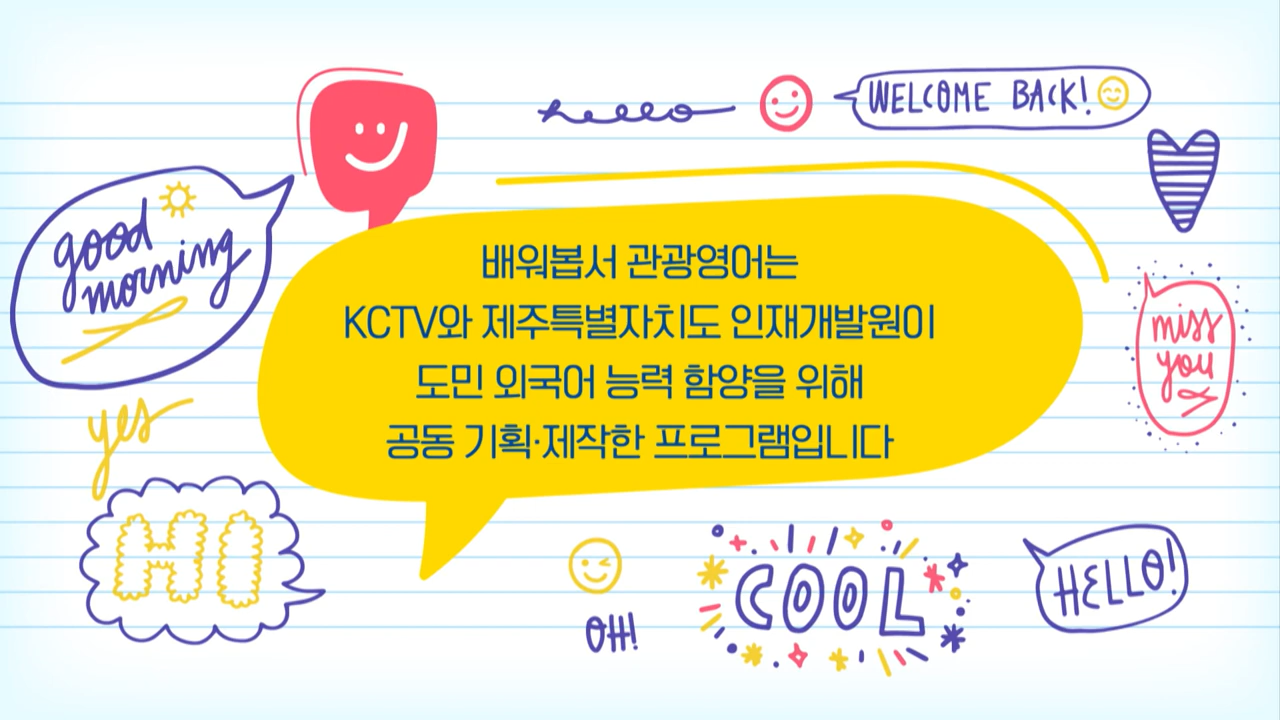 hello
WELCOME BACK!
good
morning
배워봅서 관광영어는
KCTV와 제주특별자치도 인재개발원이
도민 외국어 능력 함양을 위해
공동 기획·제작한 프로그램입니다
miss
you
yes
HI
OH!
COOL
HELLO!